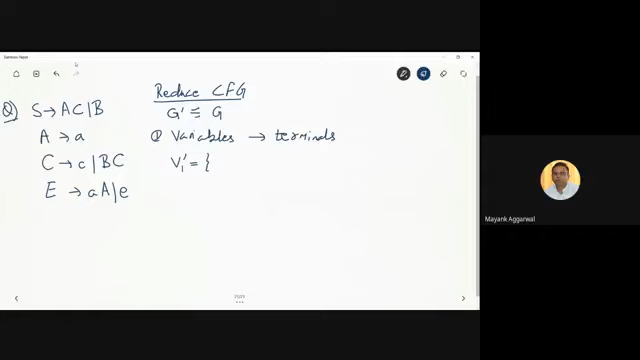 Q) S → AC | B
A → a
C → c | BC
E → aA | e
Reduce CFG
G' ≡ G
① Variables → terminals
V₁' = {
Mayank Aggarwal